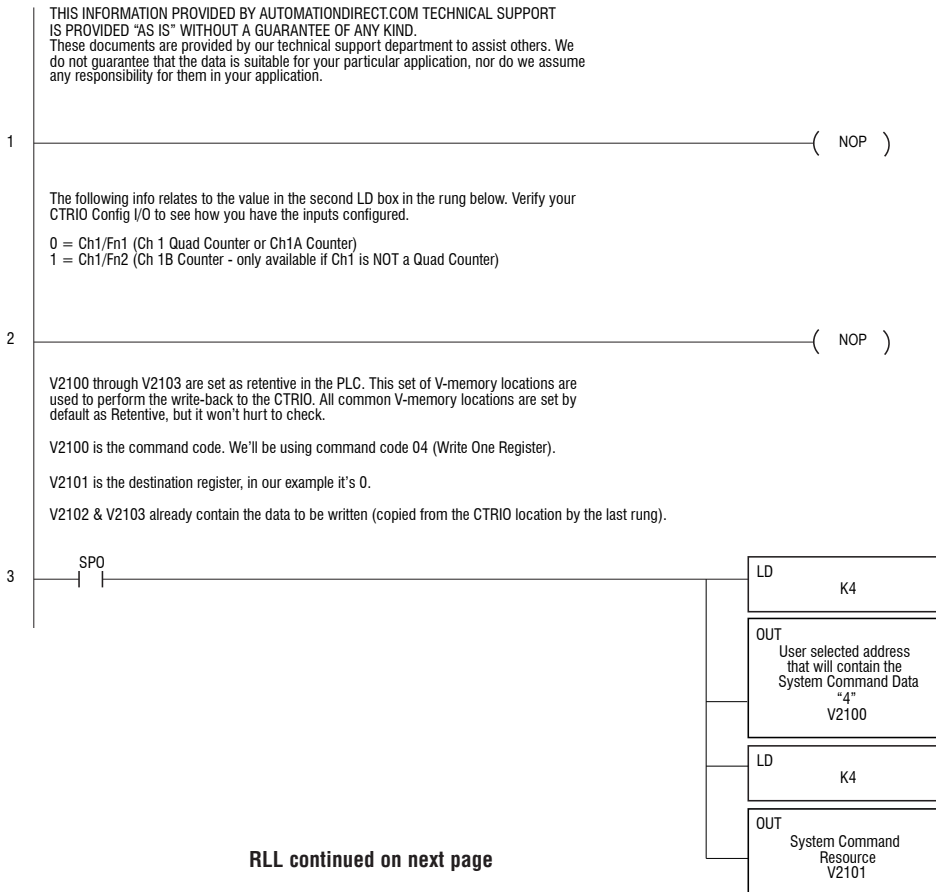 THIS INFORMATION PROVIDED BY AUTOMATIONDIRECT.COM TECHNICAL SUPPORT
IS PROVIDED “AS IS” WITHOUT A GUARANTEE OF ANY KIND.
These documents are provided by our technical support department to assist others. We
do not guarantee that the data is suitable for your particular application, nor do we assume
any responsibility for them in your application.
1
( NOP )
The following info relates to the value in the second LD box in the rung below. Verify your
CTRIO Config I/O to see how you have the inputs configured.
0 = Ch1/Fn1 (Ch 1 Quad Counter or Ch1A Counter)
1 = Ch1/Fn2 (Ch 1B Counter - only available if Ch1 is NOT a Quad Counter)
2
( NOP )
V2100 through V2103 are set as retentive in the PLC. This set of V-memory locations are
used to perform the write-back to the CTRIO. All common V-memory locations are set by
default as Retentive, but it won’t hurt to check.
V2100 is the command code. We’ll be using command code 04 (Write One Register).
V2101 is the destination register, in our example it’s 0.
V2102 & V2103 already contain the data to be written (copied from the CTRIO location by the last rung).
3
SP0
LD
K4
OUT
User selected address
that will contain the
System Command Data
“4”
V2100
LD
K4
OUT
System Command
Resource
V2101
RLL continued on next page